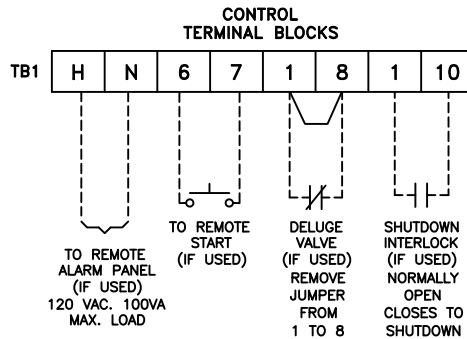 CONTROL
TERMINAL BLOCKS
TB1 H N 6 7 1 8 1 10
TO REMOTE
ALARM PANEL
(IF USED)
120 VAC. 100VA
MAX. LOAD
TO REMOTE
START
(IF USED)
DELUGE
VALVE
(IF USED)
REMOVE
JUMPER
FROM
1 TO 8
SHUTDOWN
INTERLOCK
(IF USED)
NORMALLY
OPEN
CLOSES TO
SHUTDOWN